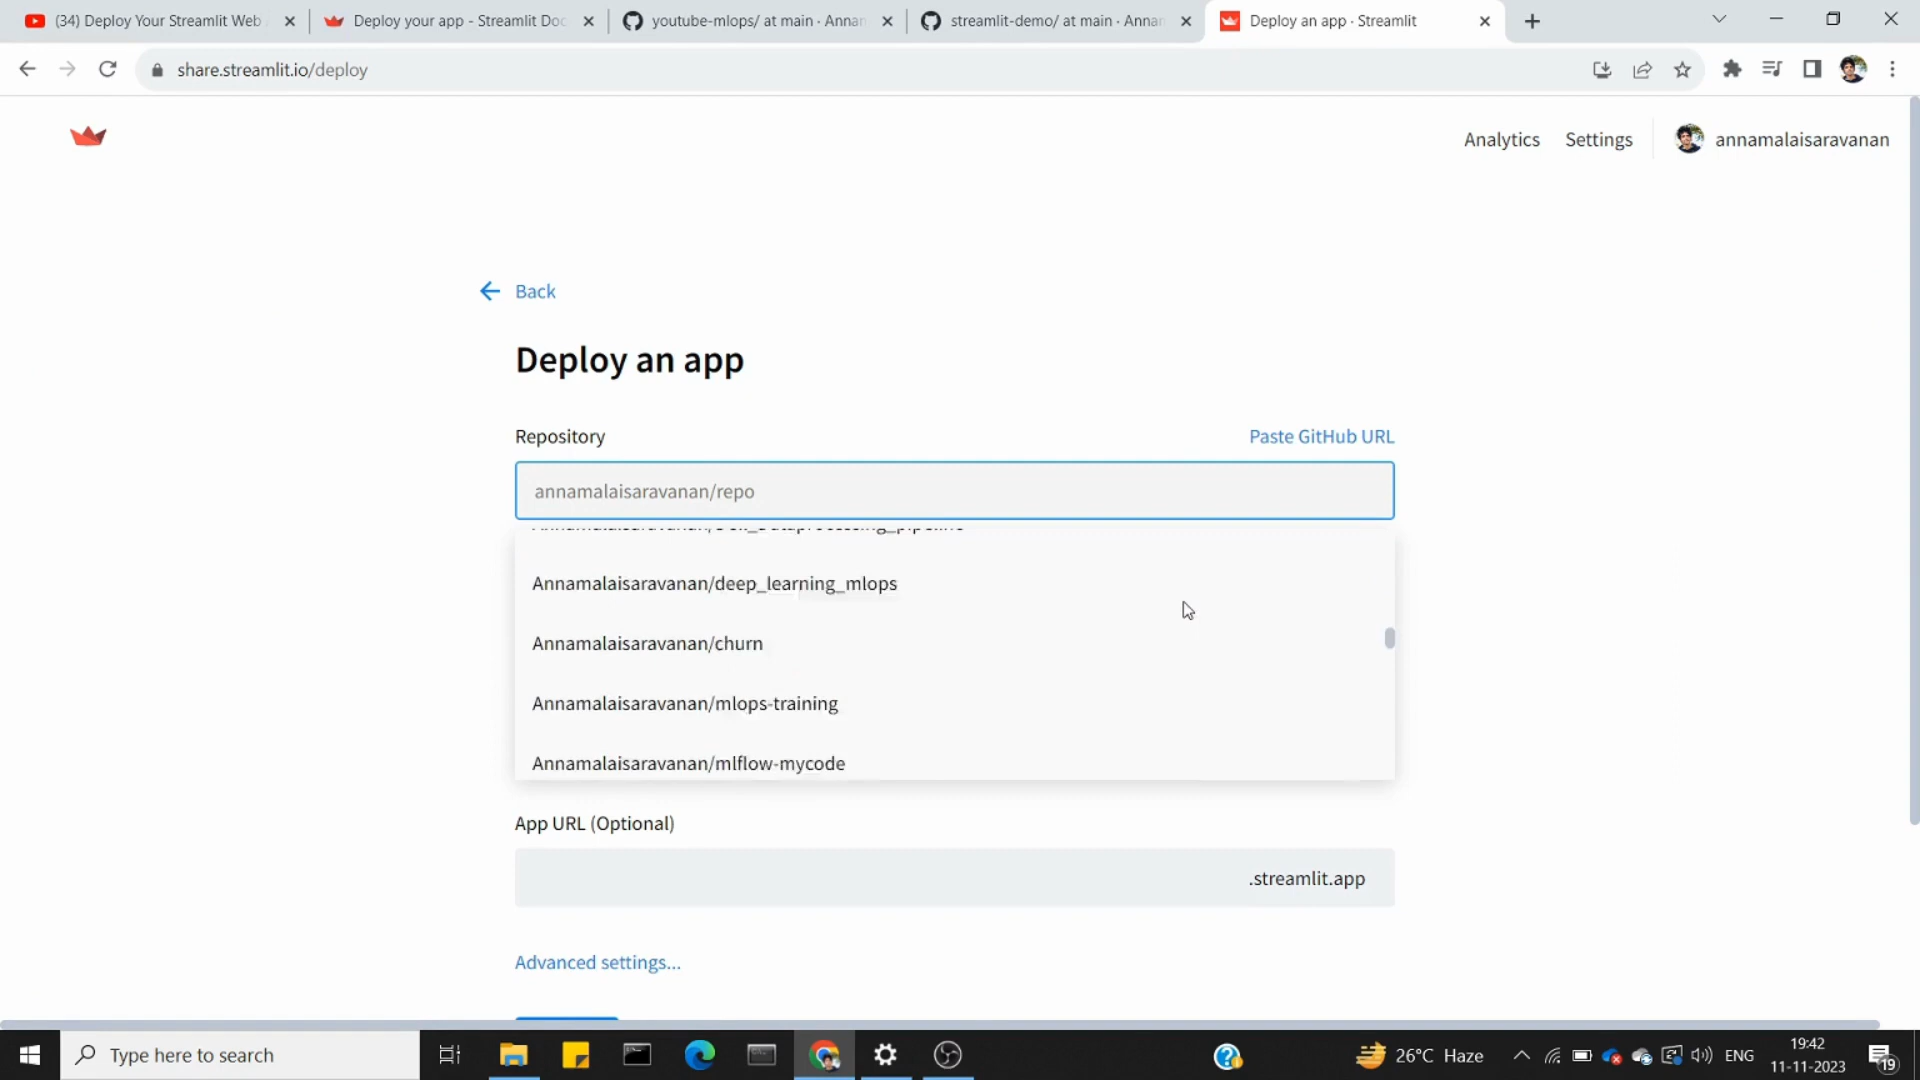 (34) Deploy Your Streamlit Web
Deploy your app - Streamlit Doc
youtube-mlops/ at main · Annan
streamlit-demo/ at main · Annan
Deploy an app · Streamlit
share.streamlit.io/deploy
Analytics
Settings
annamalaisaravanan
Back
Deploy an app
Repository
Paste GitHub URL
annamalaisaravanan/repo
Annamalaisaravanan/deep_learning_mlops
Annamalaisaravanan/churn
Annamalaisaravanan/mlops-training
Annamalaisaravanan/mlflow-mycode
App URL (Optional)
.streamlit.app
Advanced settings...
Type here to search
26°C Haze
ENG
19:42
11-11-2023
19